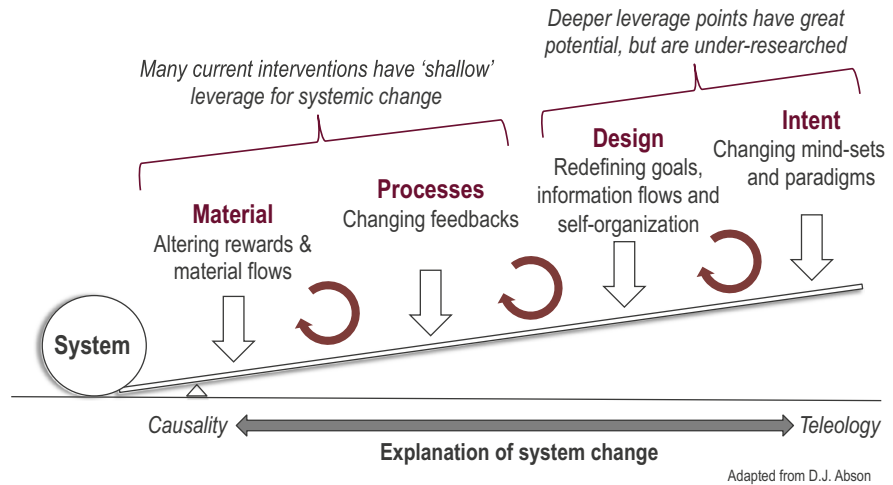 Deeper leverage points have great
potential, but are under-researched
Many current interventions have ‘shallow’
leverage for systemic change
Intent
Changing mind-sets
and paradigms
Design
Redefining goals,
information flows and
self-organization
Processes
Changing feedbacks
Material
Altering rewards &
material flows
System
Causality
Teleology
Explanation of system change
Adapted from D.J. Abson